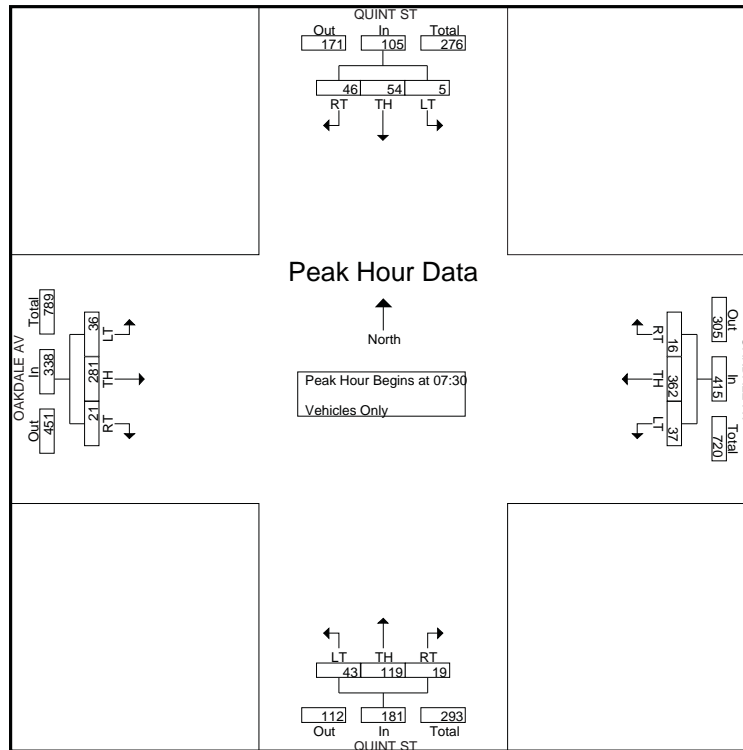 QUINT ST
Out In Total
171 105 276
46 54 5
RT TH LT
Peak Hour Data
North
Peak Hour Begins at 07:30
Vehicles Only
OAKDALE AV
Total In Out
789 338 451
36 281 21
LT TH RT
RT TH LT
16 362 37
Out In Total
305 415 720
LT TH RT
43 119 19
112 181 293
Out In Total
QUINT ST